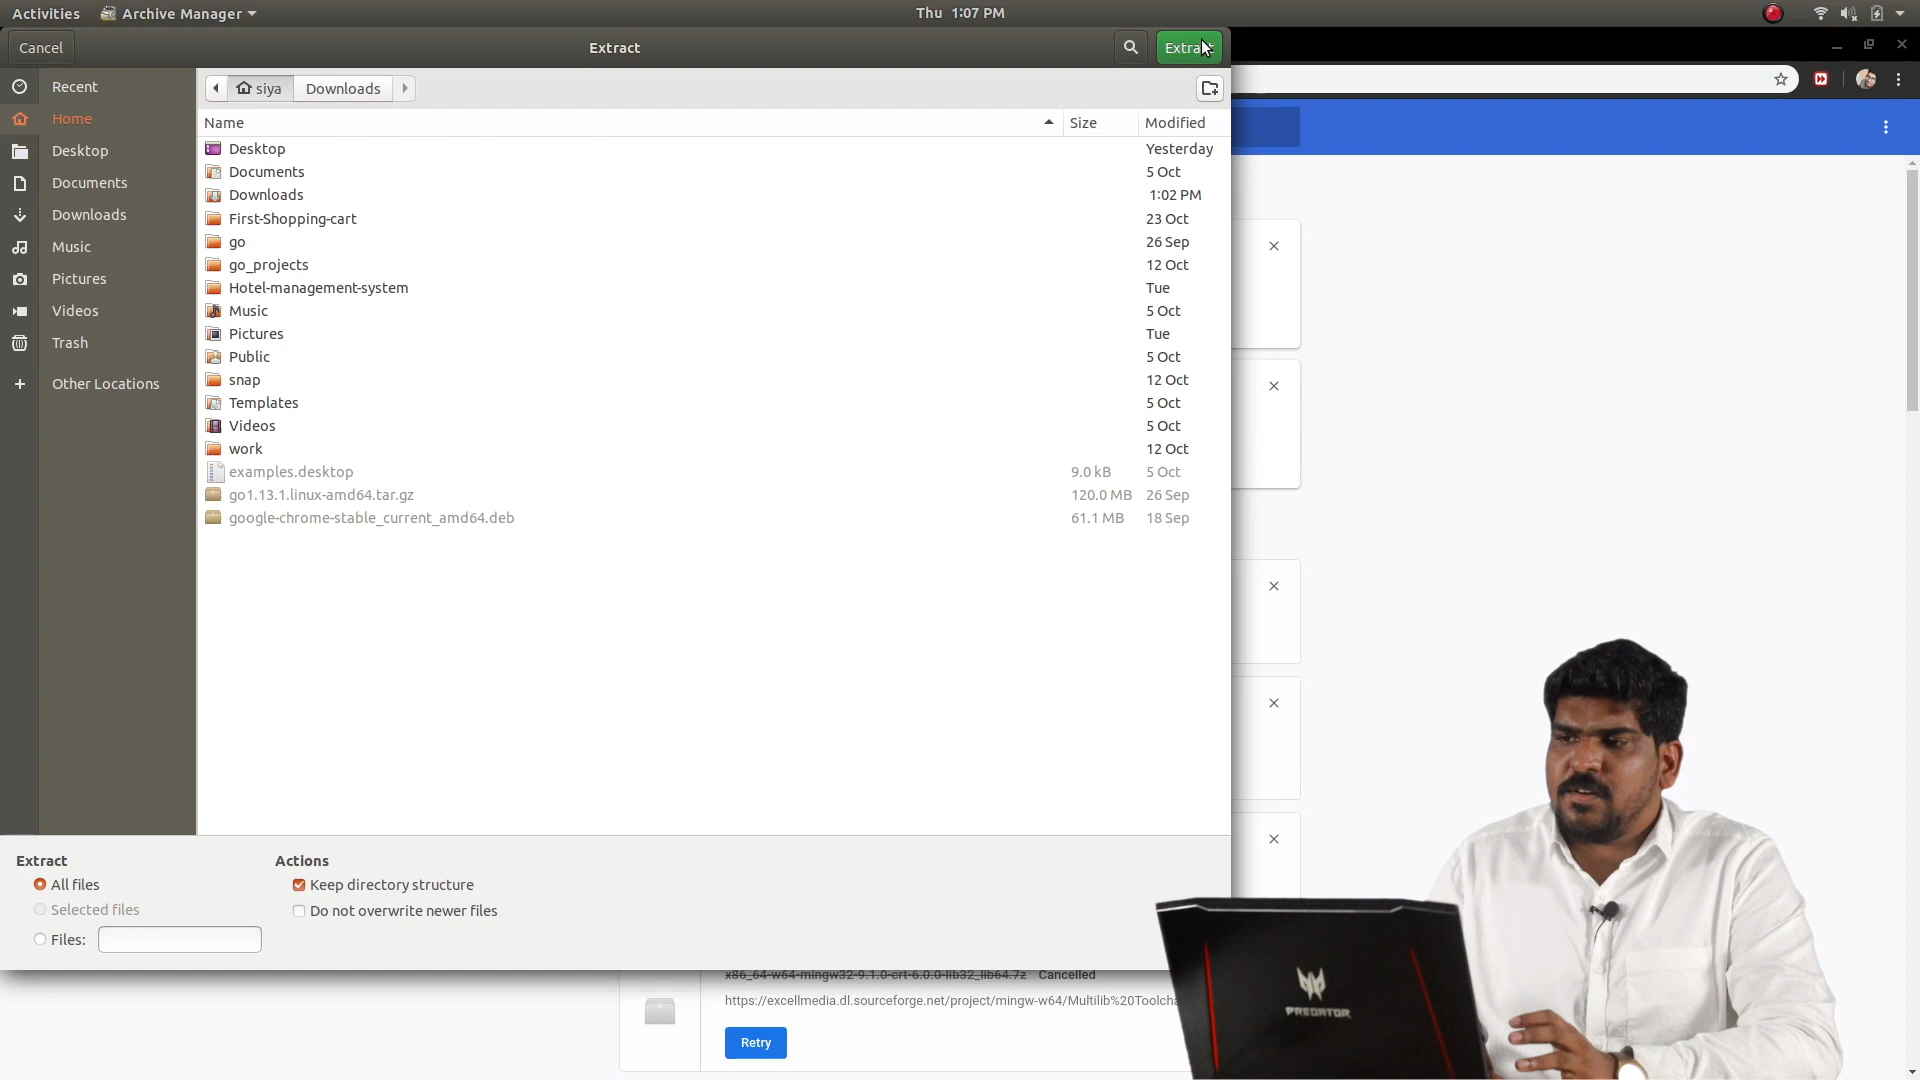 Activities
Archive Manager
Thu 1:07 PM
Cancel
Extract
Extra
Recent
Home
Desktop
Documents
Downloads
Music
Pictures
Videos
Trash
Other Locations
siya
Downloads
Name
Size
Modified
Desktop Yesterday
Documents 5 Oct
Downloads 1:02 PM
First-Shopping-cart 23 Oct
go 26 Sep
go_projects 12 Oct
Hotel-management-system Tue
Music 5 Oct
Pictures Tue
Public 5 Oct
snap 12 Oct
Templates 5 Oct
Videos 5 Oct
work 12 Oct
examples.desktop 9.0 kB 5 Oct
go1.13.1.linux-amd64.tar.gz 120.0 MB 26 Sep
google-chrome-stable_current_amd64.deb 61.1 MB 18 Sep
Extract
All files
Selected files
Files:
Actions
Keep directory structure
Do not overwrite newer files
x86_64-w64-mingw32-9.1.0-crt-6.0.0-lib32_lib64.7z Cancelled
https://excellmedia.dl.sourceforge.net/project/mingw-w64/Multilib%20Toolcha
Retry
PREDATOR